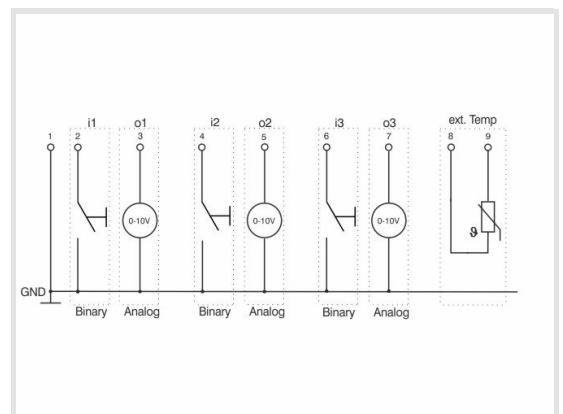 i1 o1 i2 o2 i3 o3 ext. Temp
1 2 3 4 5 6 7 8 9
0-10V 0-10V 0-10V
ϑ
GND
Binary Analog Binary Analog Binary Analog